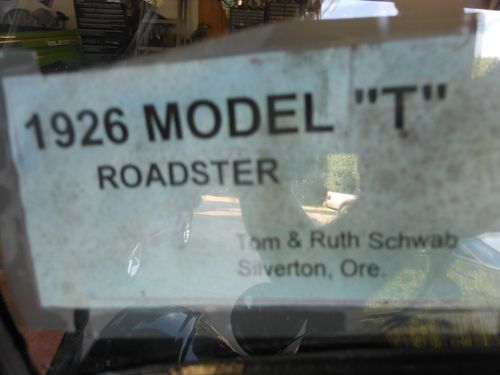 1926 MODEL "T"
ROADSTER
Tom & Ruth Schwab
Silverton, Ore.